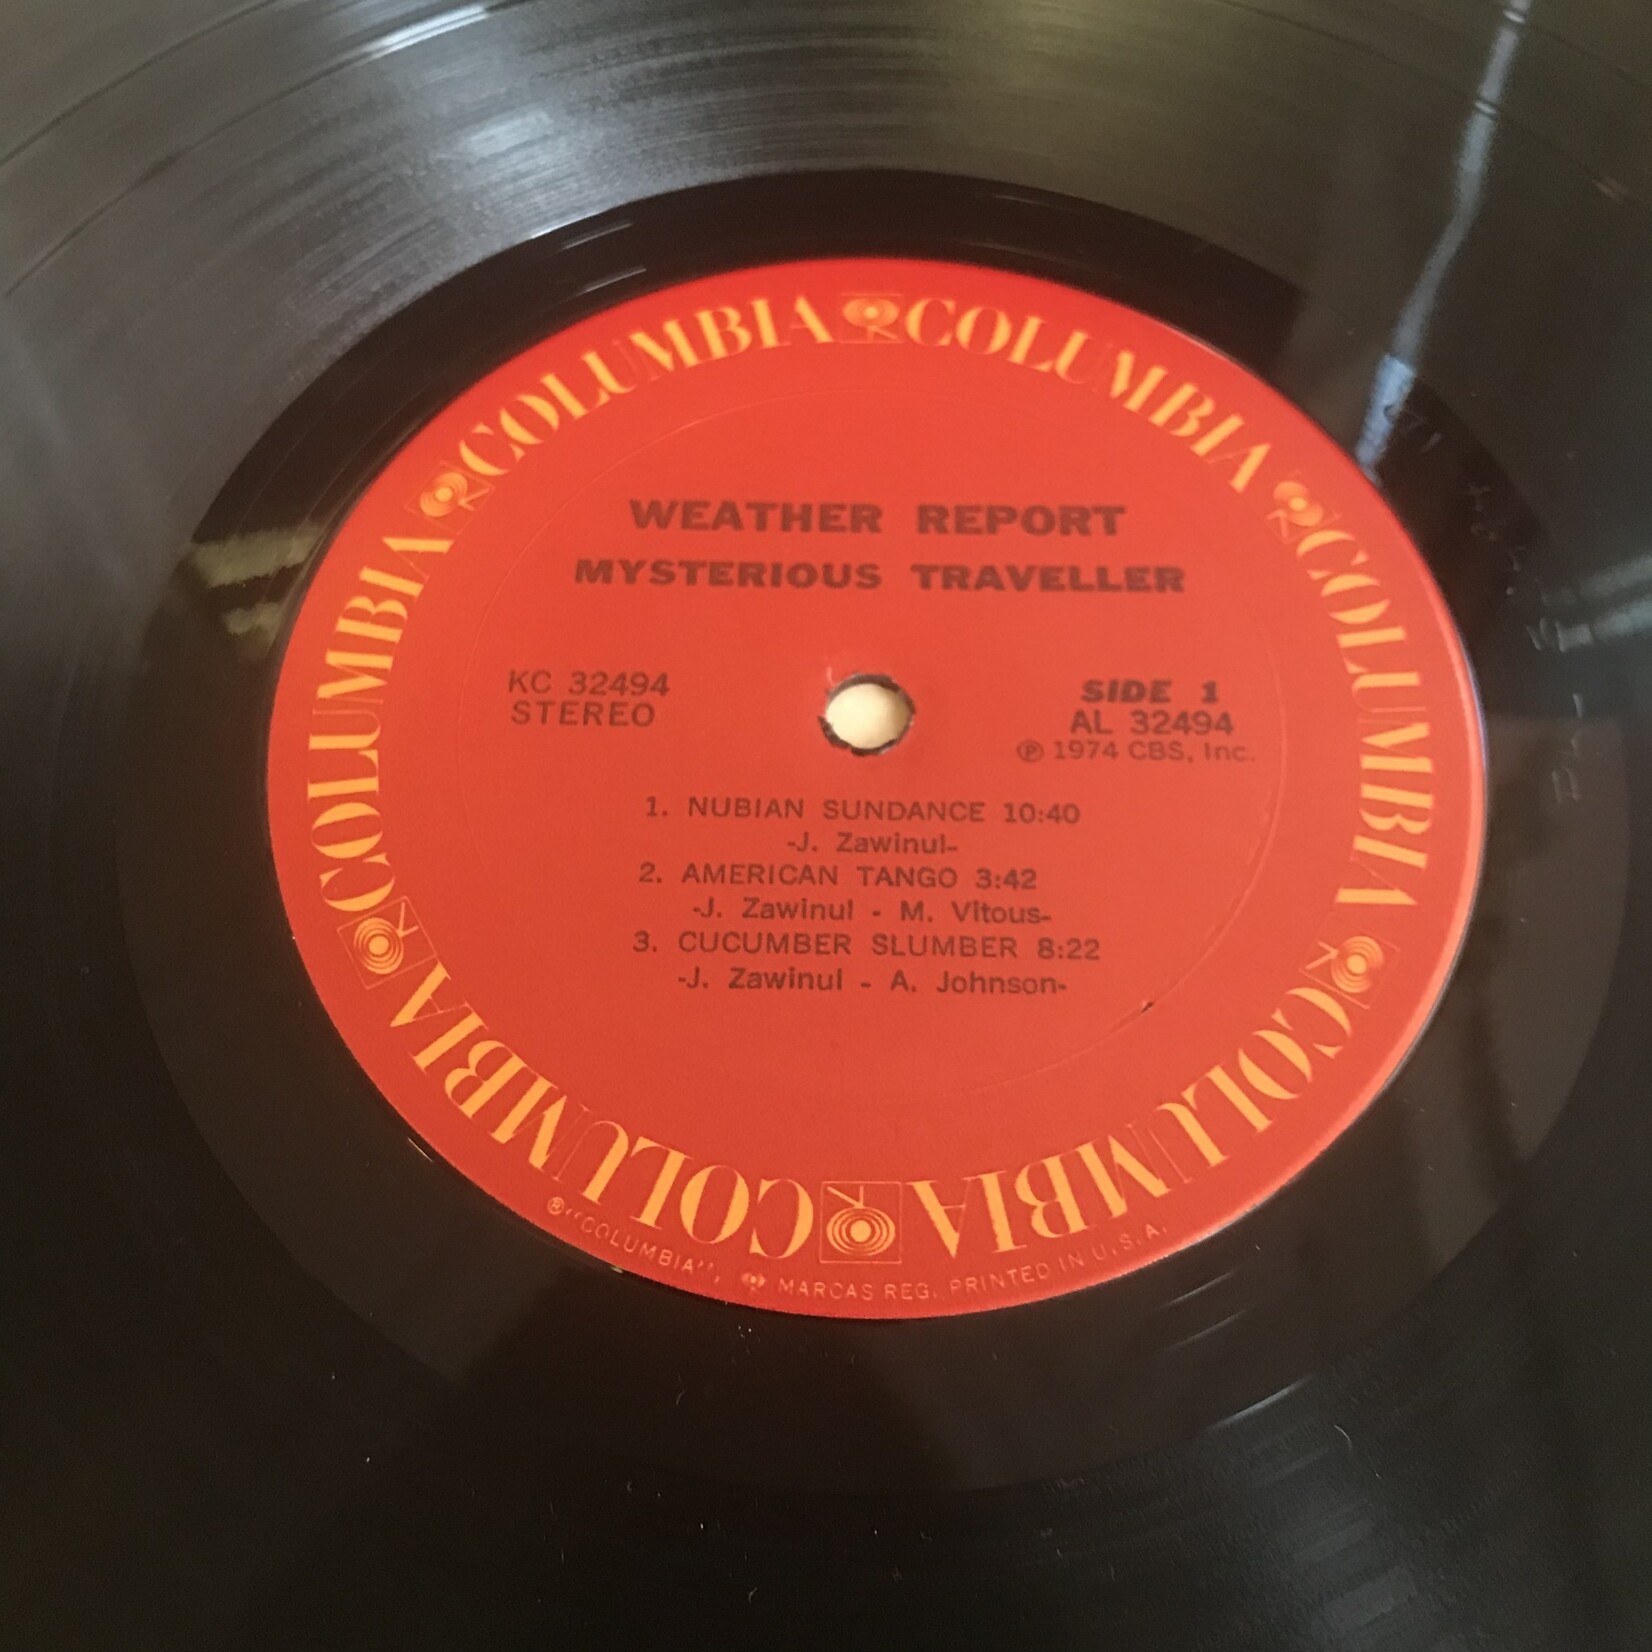 COLUMBIA COLUMBIA COLUMBIA COLUMBIA COLUMBIA COLUMBIA
WEATHER REPORT
MYSTERIOUS TRAVELLER
KC 32494
STEREO
SIDE 1
AL 32494
℗ 1974 CBS, Inc.
1. NUBIAN SUNDANCE 10:40
-J. Zawinul-
2. AMERICAN TANGO 3:42
-J. Zawinul - M. Vitous-
3. CUCUMBER SLUMBER 8:22
-J. Zawinul - A. Johnson-
®"COLUMBIA", MARCAS REG. PRINTED IN U.S.A.